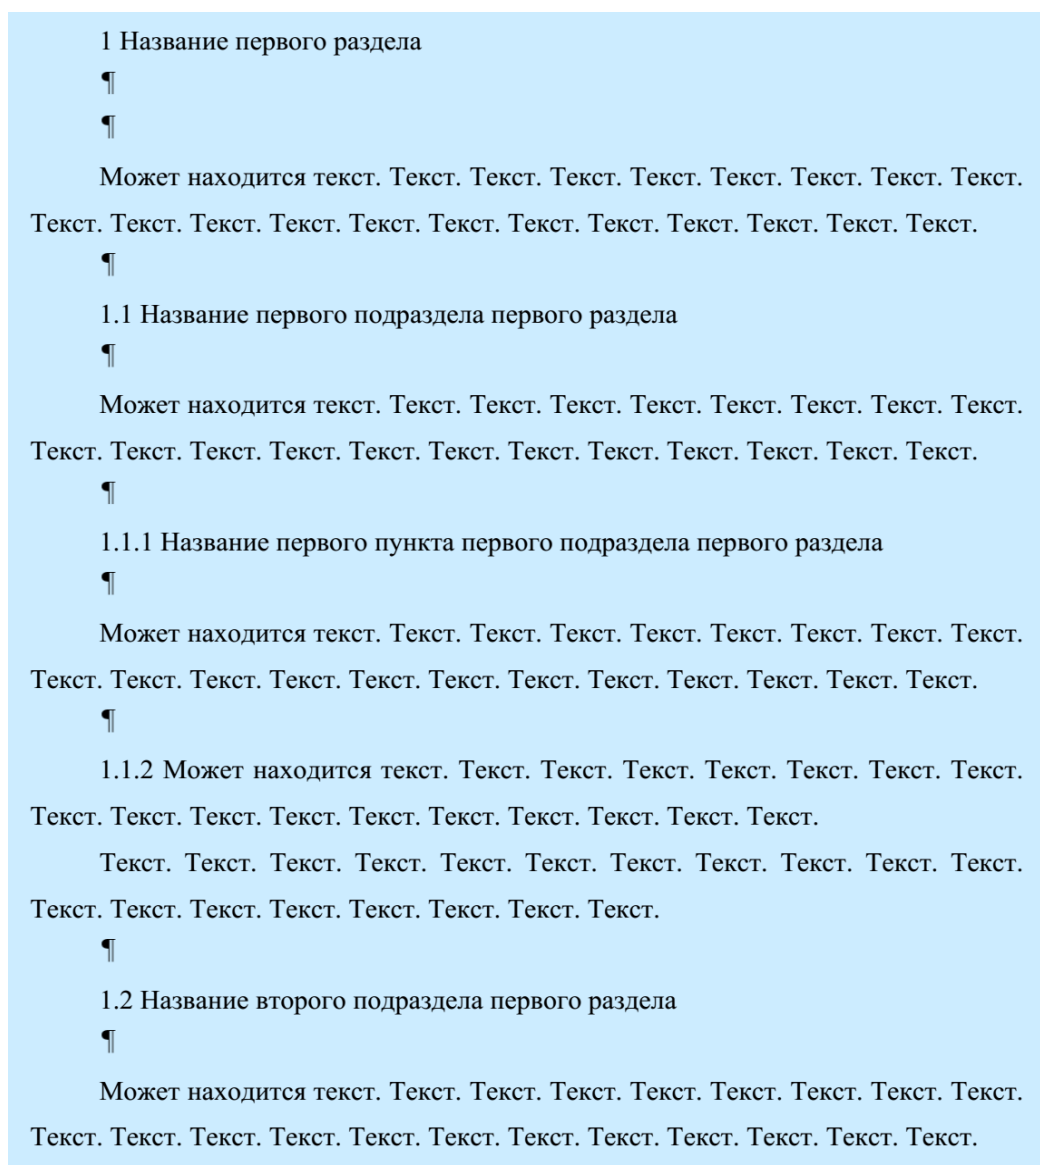 1 Название первого раздела
¶
¶
Может находится текст. Текст. Текст. Текст. Текст. Текст. Текст. Текст. Текст.
Текст. Текст. Текст. Текст. Текст. Текст. Текст. Текст. Текст. Текст. Текст. Текст.
¶
1.1 Название первого подраздела первого раздела
¶
Может находится текст. Текст. Текст. Текст. Текст. Текст. Текст. Текст. Текст.
Текст. Текст. Текст. Текст. Текст. Текст. Текст. Текст. Текст. Текст. Текст. Текст.
¶
1.1.1 Название первого пункта первого подраздела первого раздела
¶
Может находится текст. Текст. Текст. Текст. Текст. Текст. Текст. Текст. Текст.
Текст. Текст. Текст. Текст. Текст. Текст. Текст. Текст. Текст. Текст. Текст. Текст.
¶
1.1.2 Может находится текст. Текст. Текст. Текст. Текст. Текст. Текст. Текст.
Текст. Текст. Текст. Текст. Текст. Текст. Текст. Текст. Текст. Текст.
Текст. Текст. Текст. Текст. Текст. Текст. Текст. Текст. Текст. Текст. Текст.
Текст. Текст. Текст. Текст. Текст. Текст. Текст. Текст.
¶
1.2 Название второго подраздела первого раздела
¶
Может находится текст. Текст. Текст. Текст. Текст. Текст. Текст. Текст. Текст.
Текст. Текст. Текст. Текст. Текст. Текст. Текст. Текст. Текст. Текст. Текст. Текст.